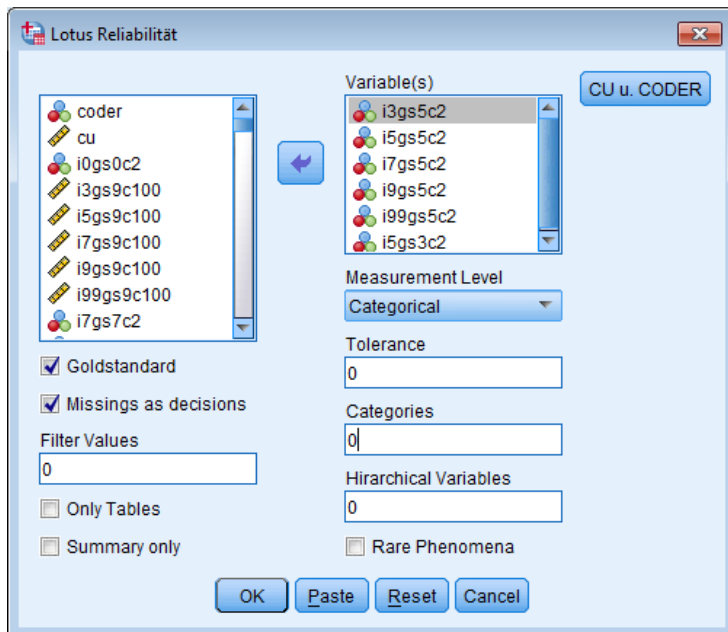 Lotus Reliabilität
coder
cu
i0gs0c2
i3gs9c100
i5gs9c100
i7gs9c100
i9gs9c100
i99gs9c100
i7gs7c2
Variable(s)
i3gs5c2
i5gs5c2
i7gs5c2
i9gs5c2
i99gs5c2
i5gs3c2
CU u. CODER
Measurement Level
Categorical
Goldstandard
Missings as decisions
Filter Values
0
Only Tables
Summary only
Tolerance
0
Categories
0
Hirarchical Variables
0
Rare Phenomena
OK
Paste
Reset
Cancel